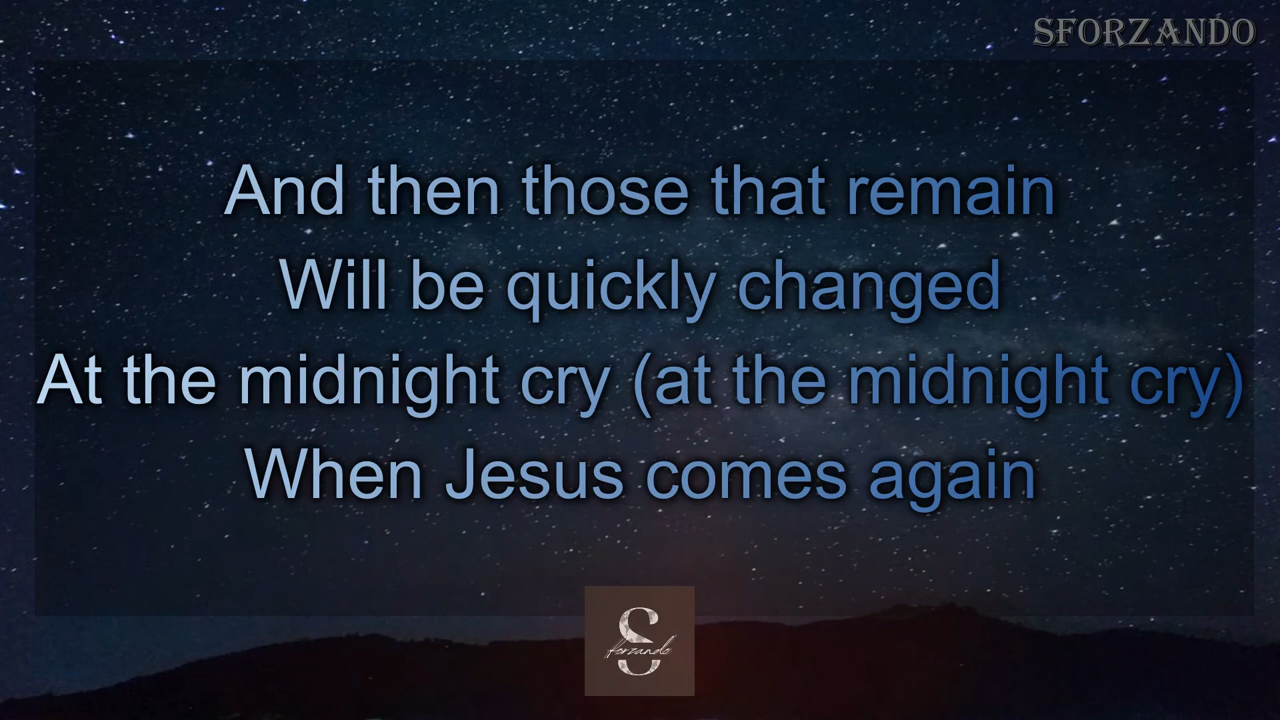 SFORZANDO
And then those that remain
Will be quickly changed
At the midnight cry (at the midnight cry)
When Jesus comes again
S
forzando